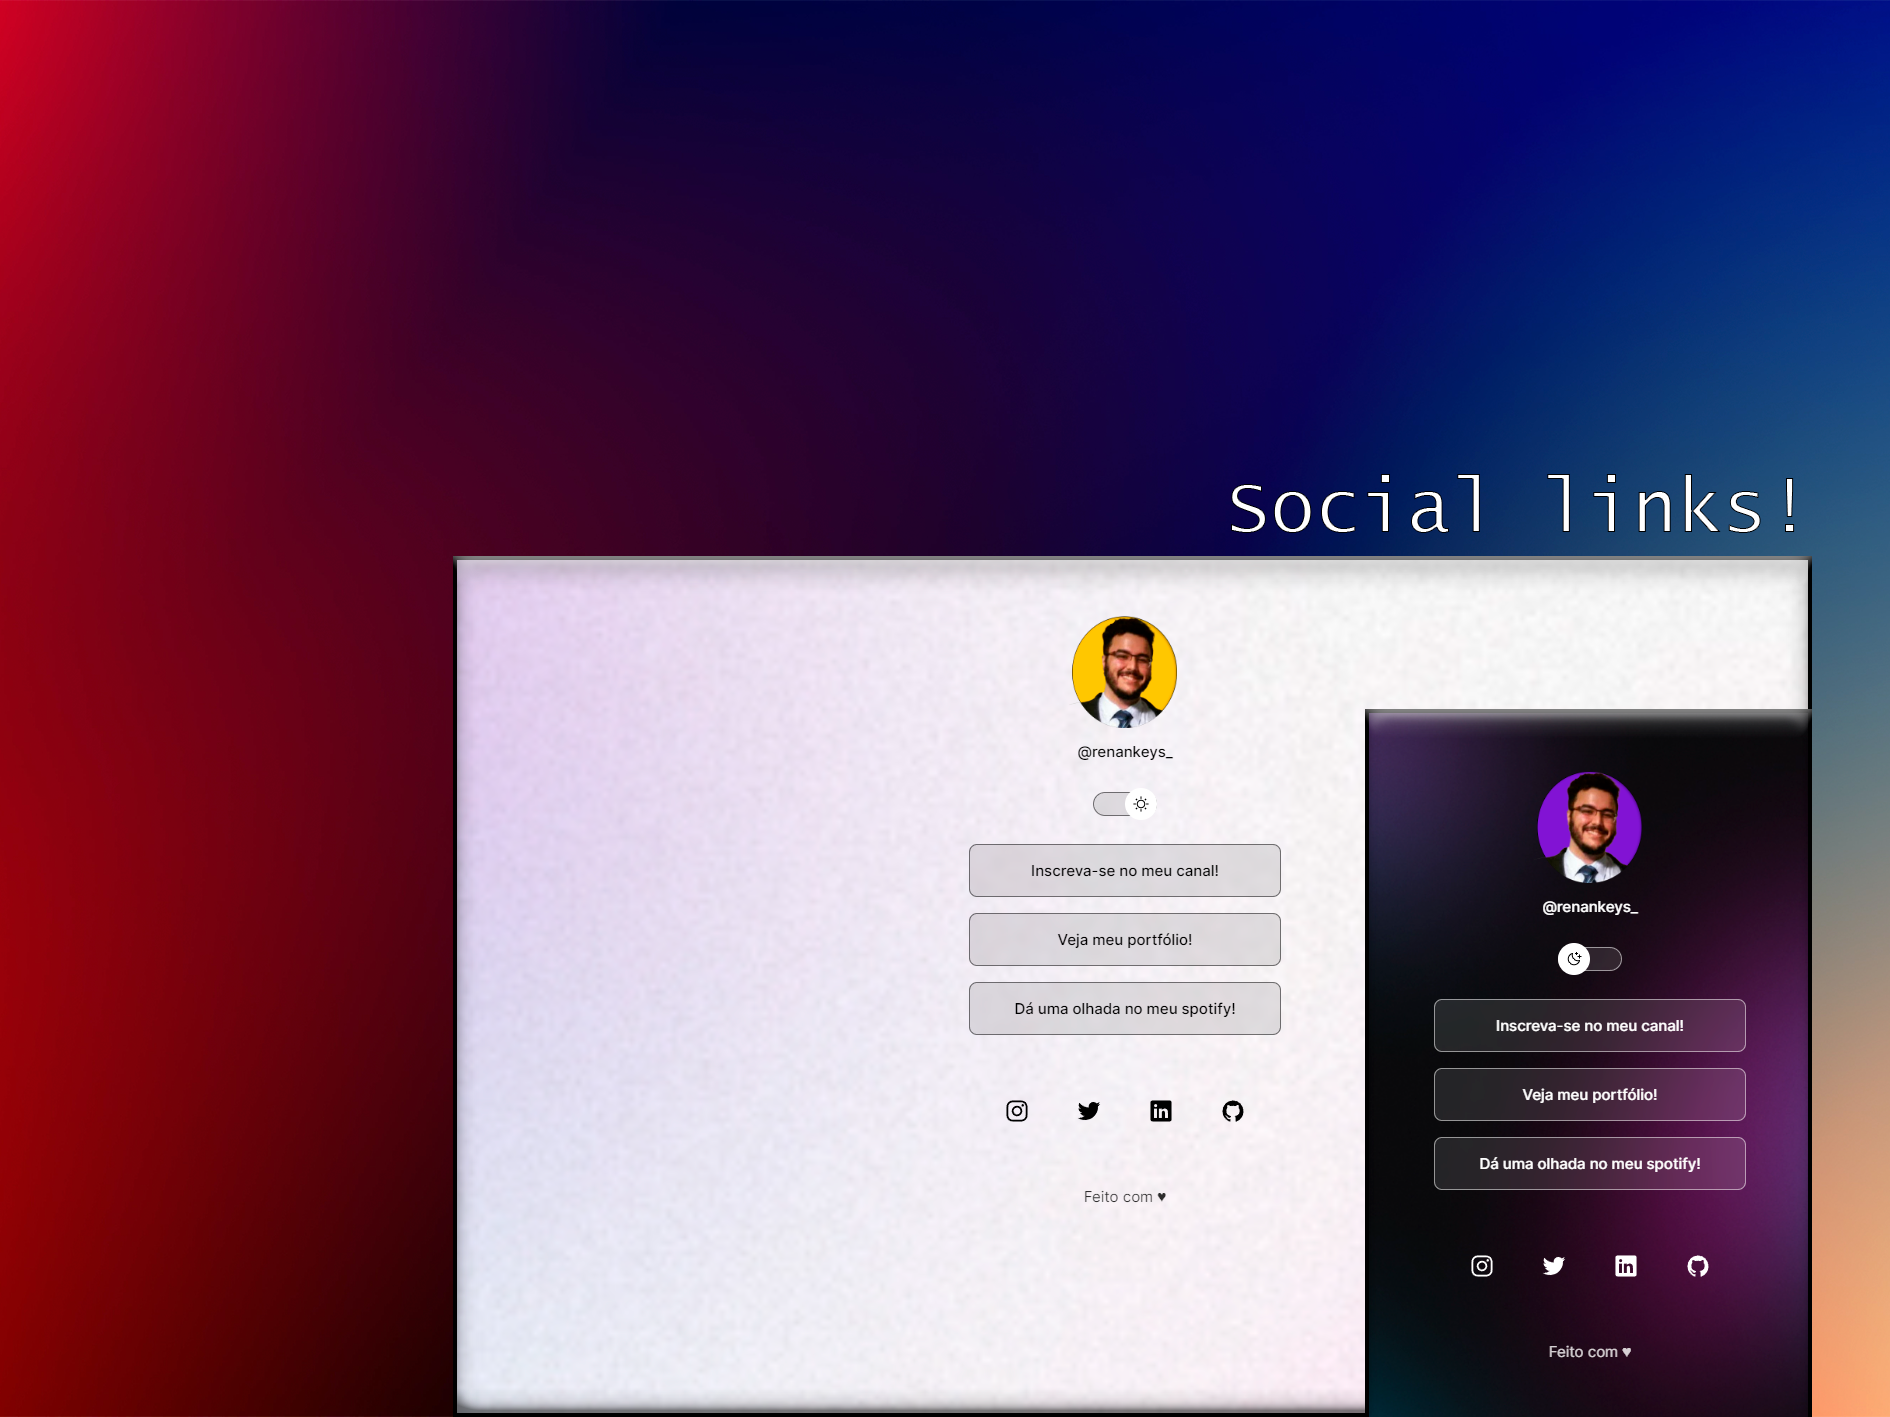 Social links!
@renankeys_
Inscreva-se no meu canal!
Veja meu portfólio!
Dá uma olhada no meu spotify!
Feito com ♥
@renankeys_
Inscreva-se no meu canal!
Veja meu portfólio!
Dá uma olhada no meu spotify!
Feito com ♥